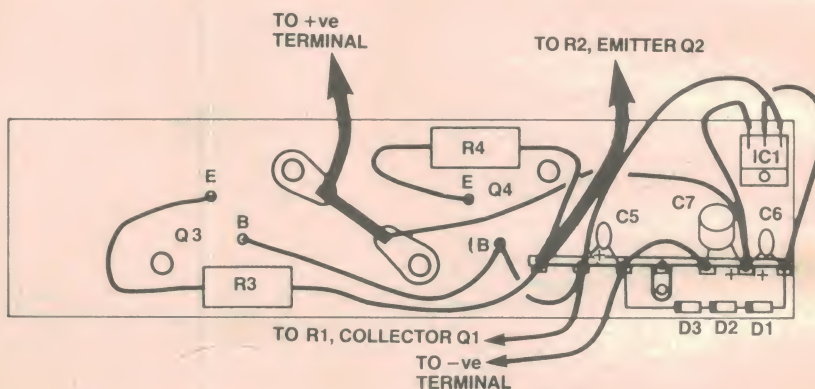 TO +ve
TERMINAL
TO R2, EMITTER Q2
R4
IC1
E
E
Q4
C5
C7
C6
Q3
B
(B
R3
+
+
+
D3 D2 D1
TO R1, COLLECTOR Q1
TO −ve
TERMINAL